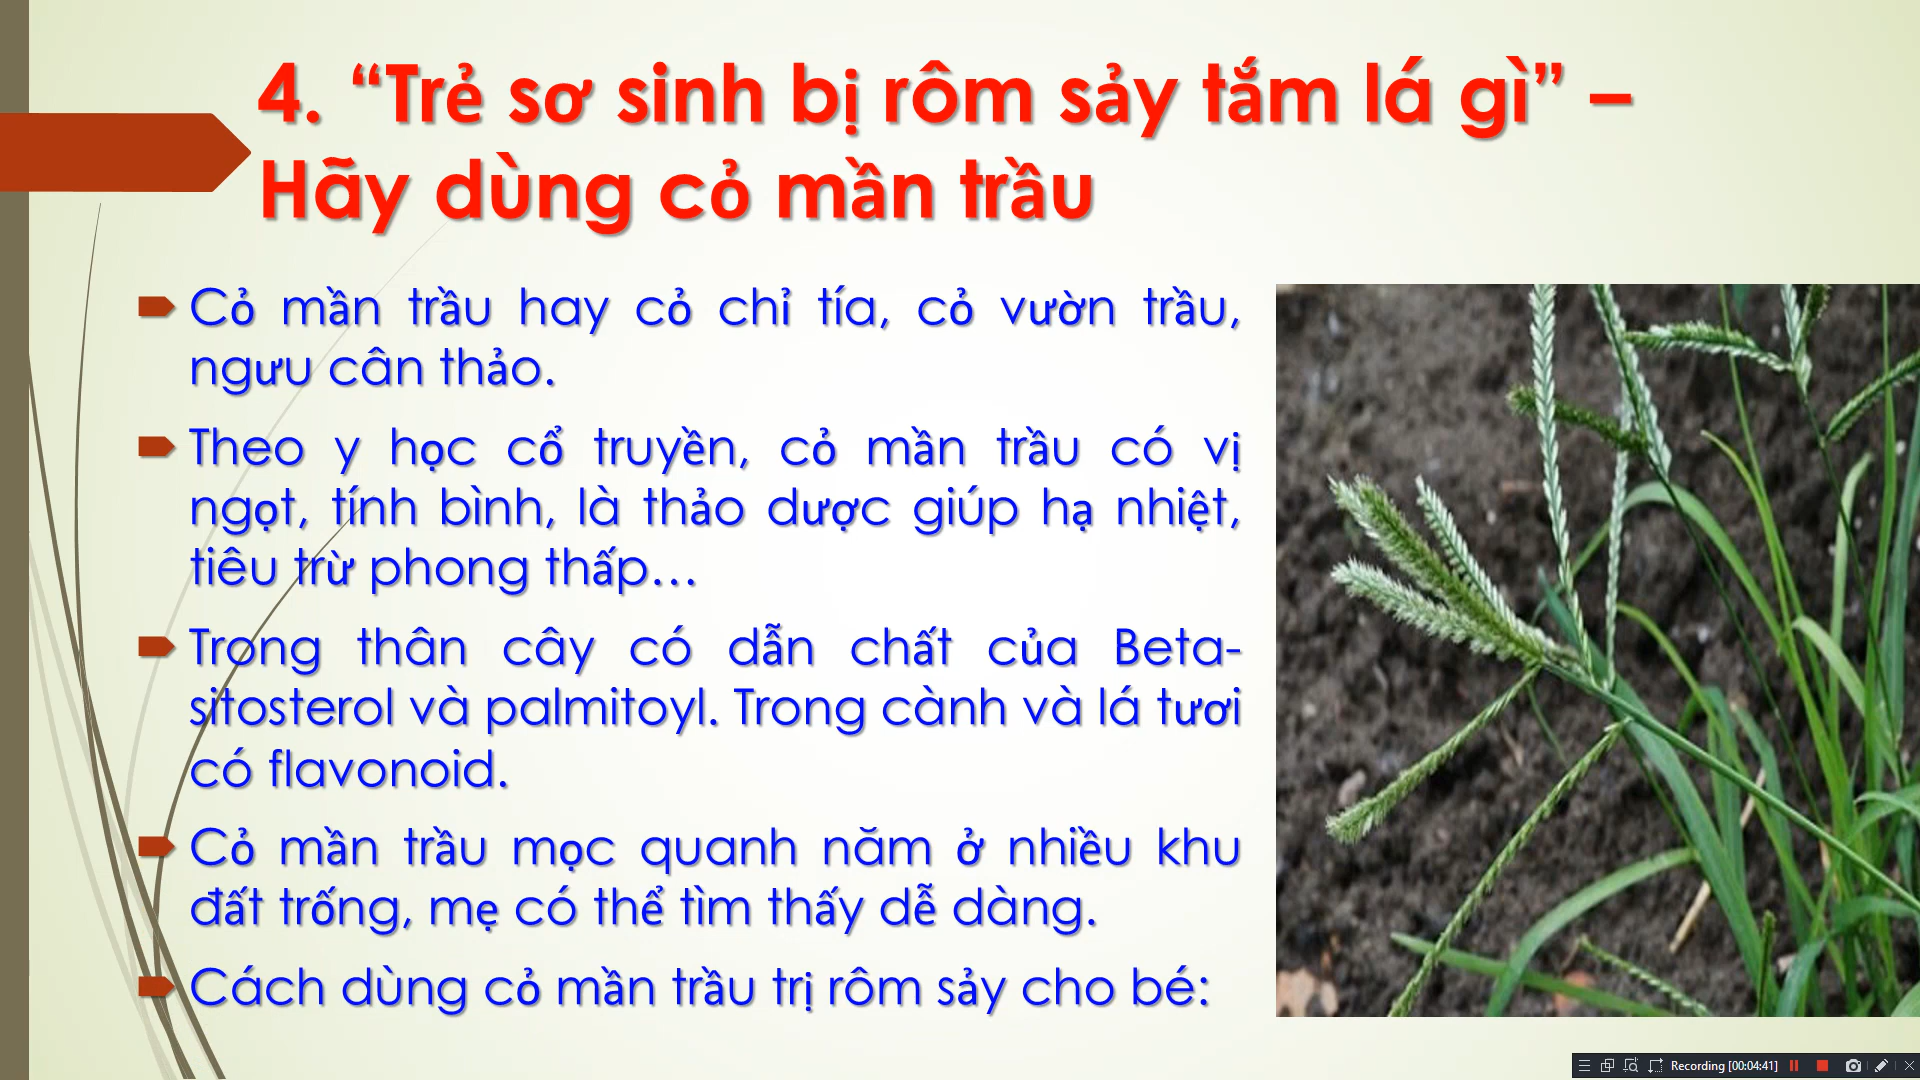 4. “Trẻ sơ sinh bị rôm sảy tắm lá gì” –
Hãy dùng cỏ mần trầu
Cỏ mần trầu hay cỏ chỉ tía, cỏ vườn trầu,
ngưu cân thảo.
Theo y học cổ truyền, cỏ mần trầu có vị
ngọt, tính bình, là thảo dược giúp hạ nhiệt,
tiêu trừ phong thấp…
Trong thân cây có dẫn chất của Beta-
sitosterol và palmitoyl. Trong cành và lá tươi
có flavonoid.
Cỏ mần trầu mọc quanh năm ở nhiều khu
đất trống, mẹ có thể tìm thấy dễ dàng.
Cách dùng cỏ mần trầu trị rôm sảy cho bé:
Recording [00:04:41]